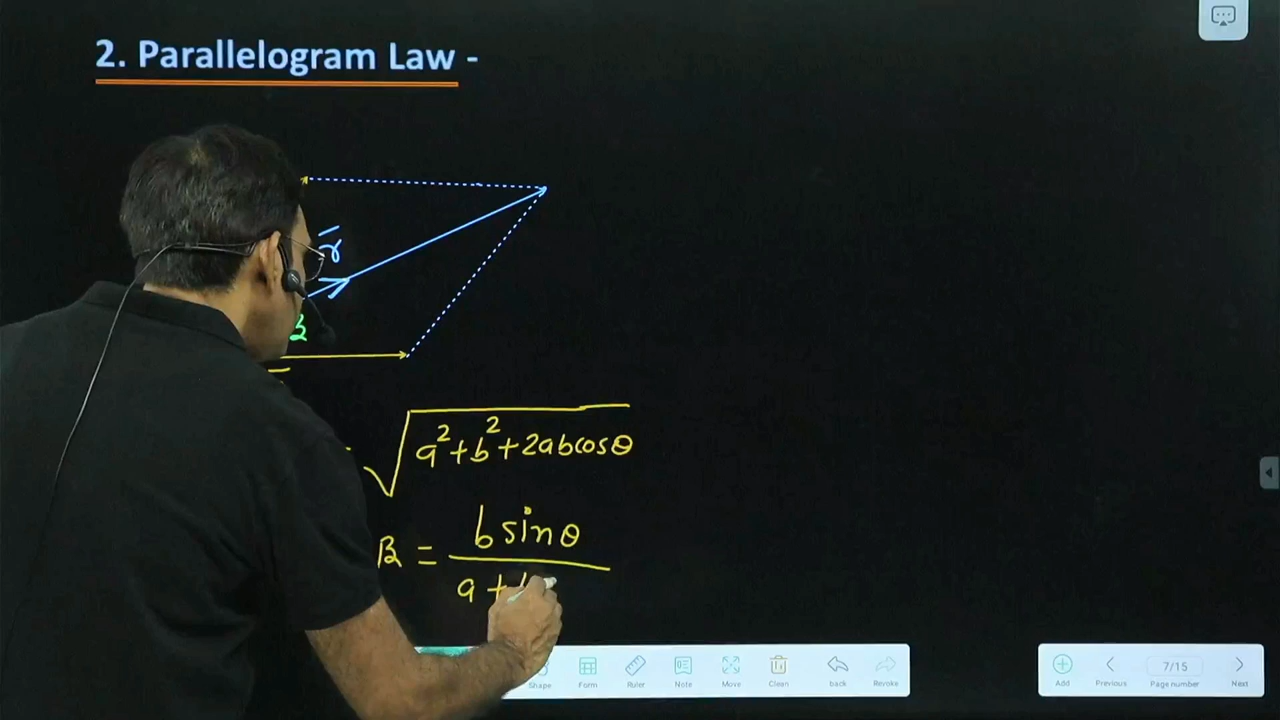 2. Parallelogram Law -
r̄
β
= √a²+b²+2abcosθ
β = b sinθ
a +
Shape Form Ruler Note Move Clean back Revoke
Add Previous 7/15 Page number Next